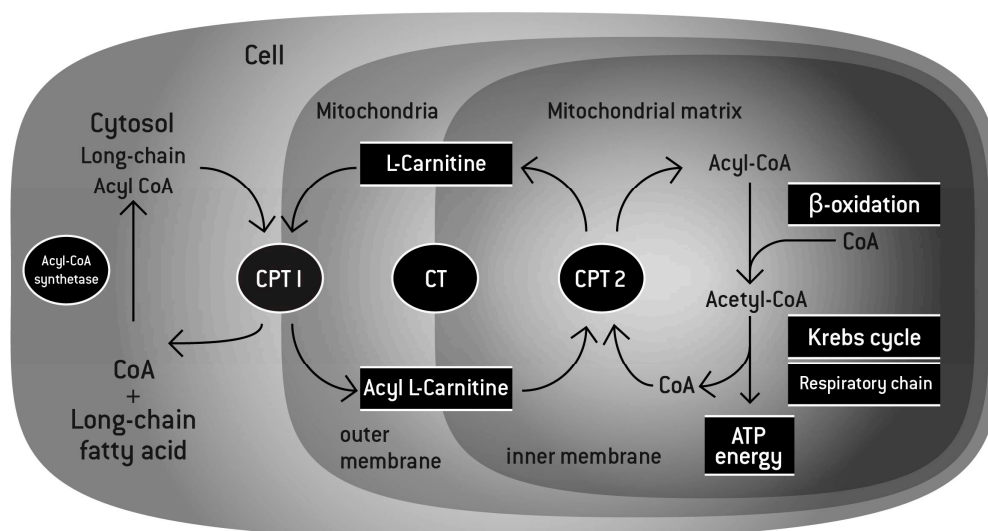 Cell
Cytosol
Long-chain
Acyl CoA
Acyl-CoA
synthetase
CoA
+
Long-chain
fatty acid
CPT I
Mitochondria
L-Carnitine
CT
Acyl L-Carnitine
outer
membrane
Mitochondrial matrix
CPT 2
inner membrane
Acyl-CoA
β-oxidation
CoA
Acetyl-CoA
Krebs cycle
Respiratory chain
CoA
ATP
energy